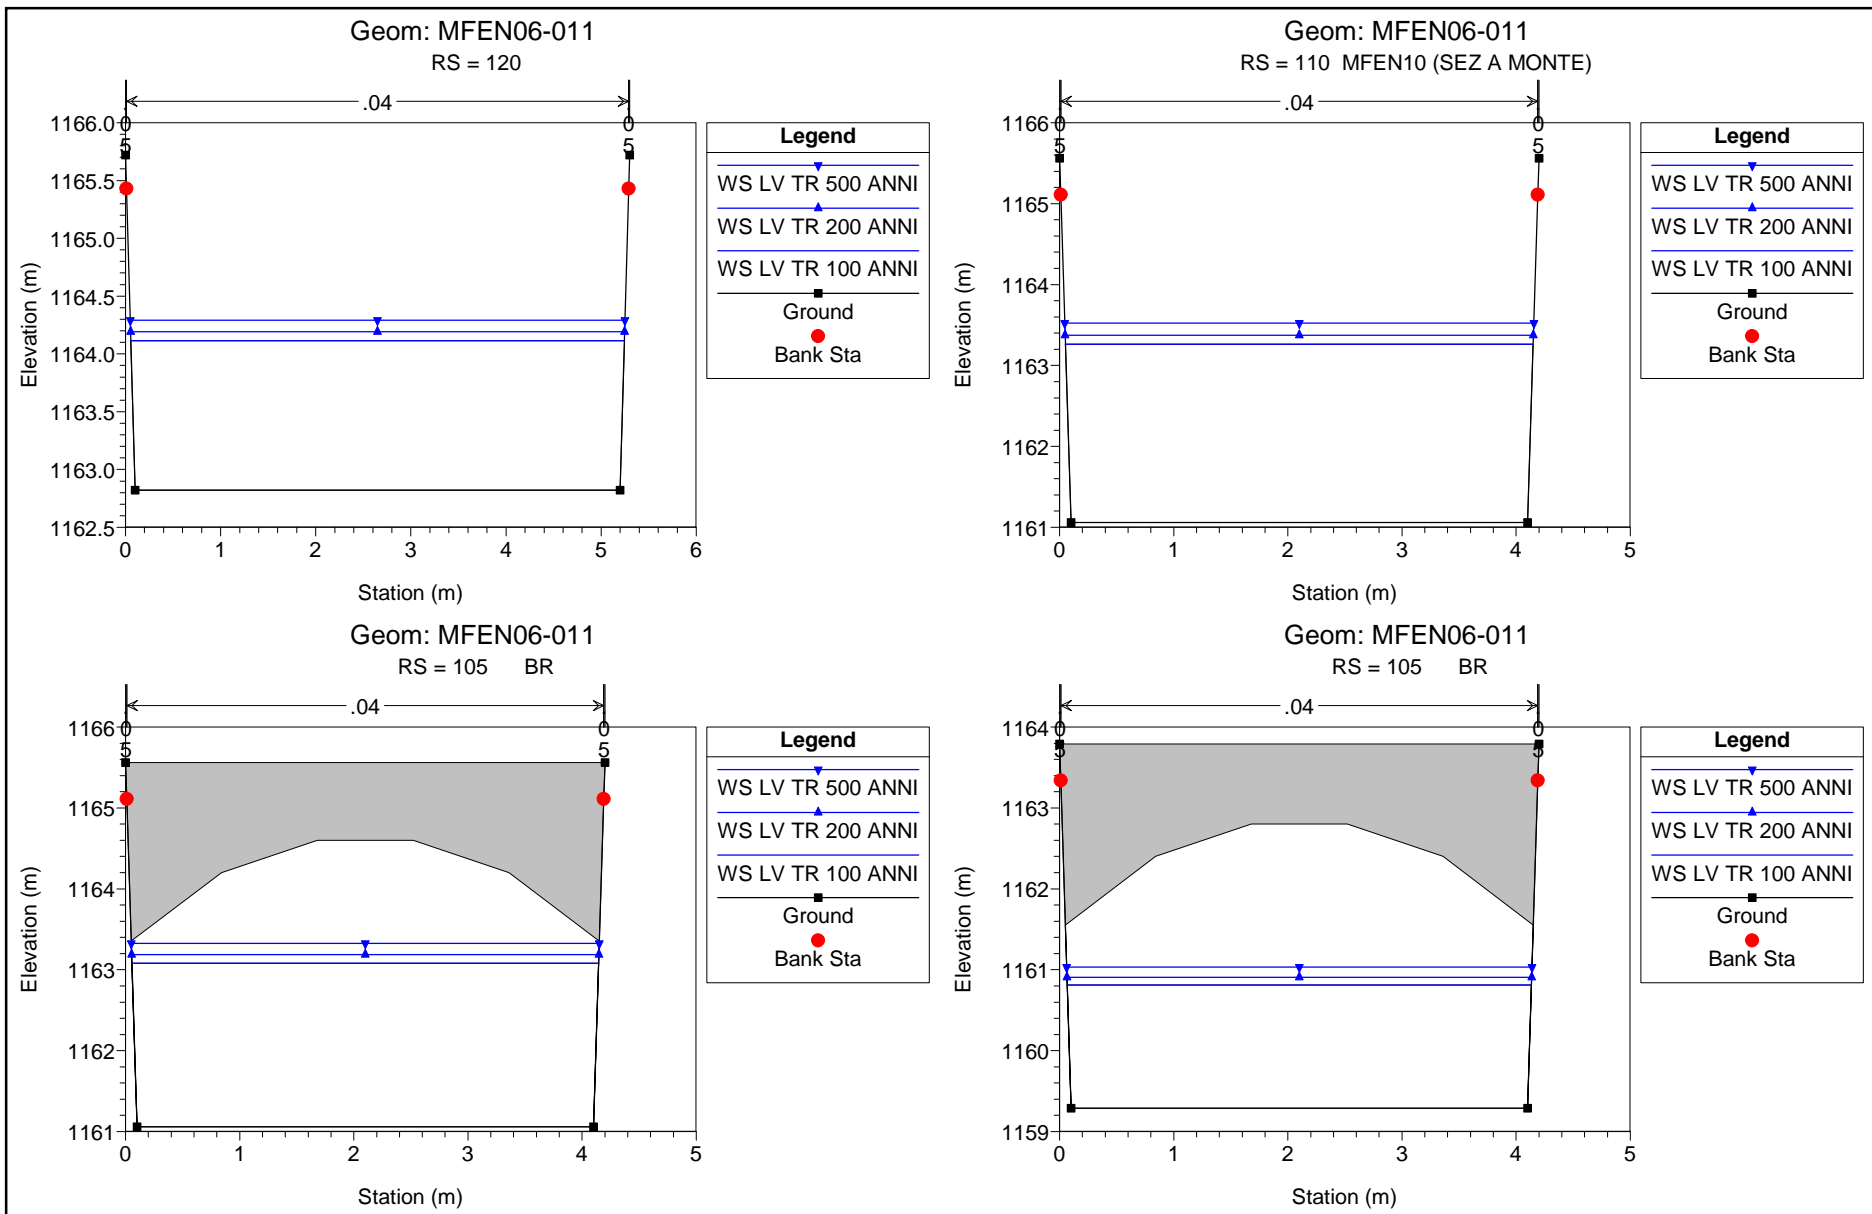 Geom: MFEN06-011
RS = 120
.04
.05
.05
1166.0
1165.5
1165.0
1164.5
1164.0
1163.5
1163.0
1162.5
Elevation (m)
0 1 2 3 4 5 6
Station (m)
Legend
WS LV TR 500 ANNI
WS LV TR 200 ANNI
WS LV TR 100 ANNI
Ground
Bank Sta
Geom: MFEN06-011
RS = 110 MFEN10 (SEZ A MONTE)
.04
.05
.05
1166
1165
1164
1163
1162
1161
Elevation (m)
0 1 2 3 4 5
Station (m)
Legend
WS LV TR 500 ANNI
WS LV TR 200 ANNI
WS LV TR 100 ANNI
Ground
Bank Sta
Geom: MFEN06-011
RS = 105 BR
.04
.05
.05
1166
1165
1164
1163
1162
1161
Elevation (m)
0 1 2 3 4 5
Station (m)
Legend
WS LV TR 500 ANNI
WS LV TR 200 ANNI
WS LV TR 100 ANNI
Ground
Bank Sta
Geom: MFEN06-011
RS = 105 BR
.04
.05
.05
1164
1163
1162
1161
1160
1159
Elevation (m)
0 1 2 3 4 5
Station (m)
Legend
WS LV TR 500 ANNI
WS LV TR 200 ANNI
WS LV TR 100 ANNI
Ground
Bank Sta